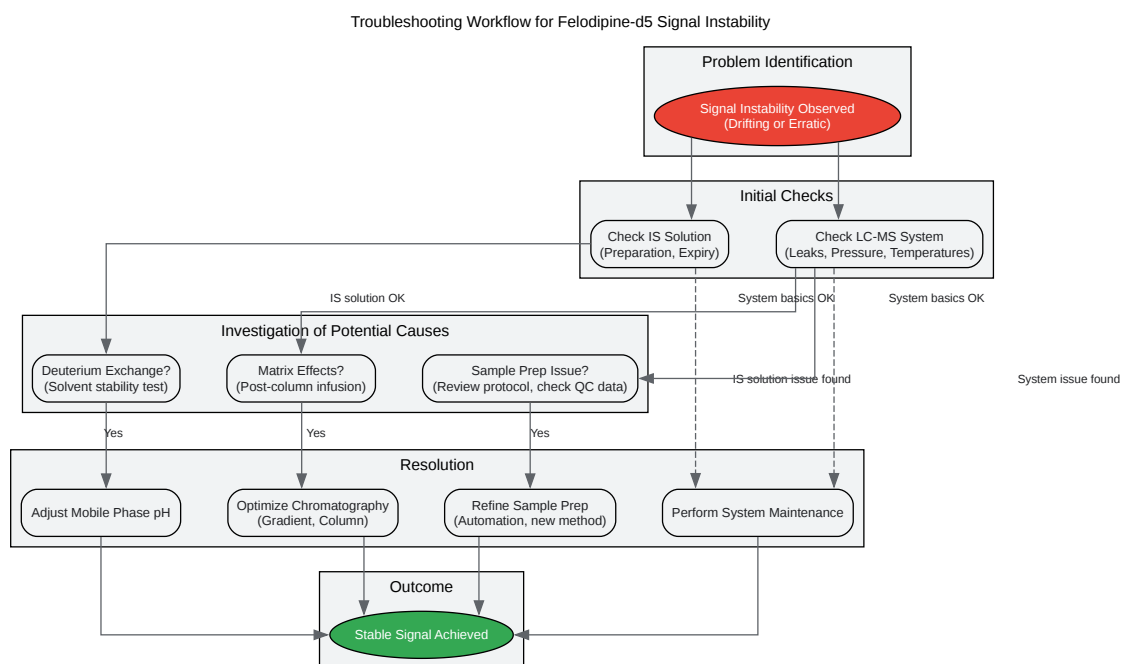 Troubleshooting Workflow for Felodipine-d5 Signal Instability
Problem Identification
Signal Instability Observed
(Drifting or Erratic)
Initial Checks
Check IS Solution
(Preparation, Expiry)
Check LC-MS System
(Leaks, Pressure, Temperatures)
IS solution OK
System basics OK
System basics OK
Investigation of Potential Causes
Deuterium Exchange?
(Solvent stability test)
Matrix Effects?
(Post-column infusion)
Sample Prep Issue?
(Review protocol, check QC data)
IS solution issue found
System issue found
Yes
Yes
Yes
Resolution
Adjust Mobile Phase pH
Optimize Chromatography
(Gradient, Column)
Refine Sample Prep
(Automation, new method)
Perform System Maintenance
Outcome
Stable Signal Achieved